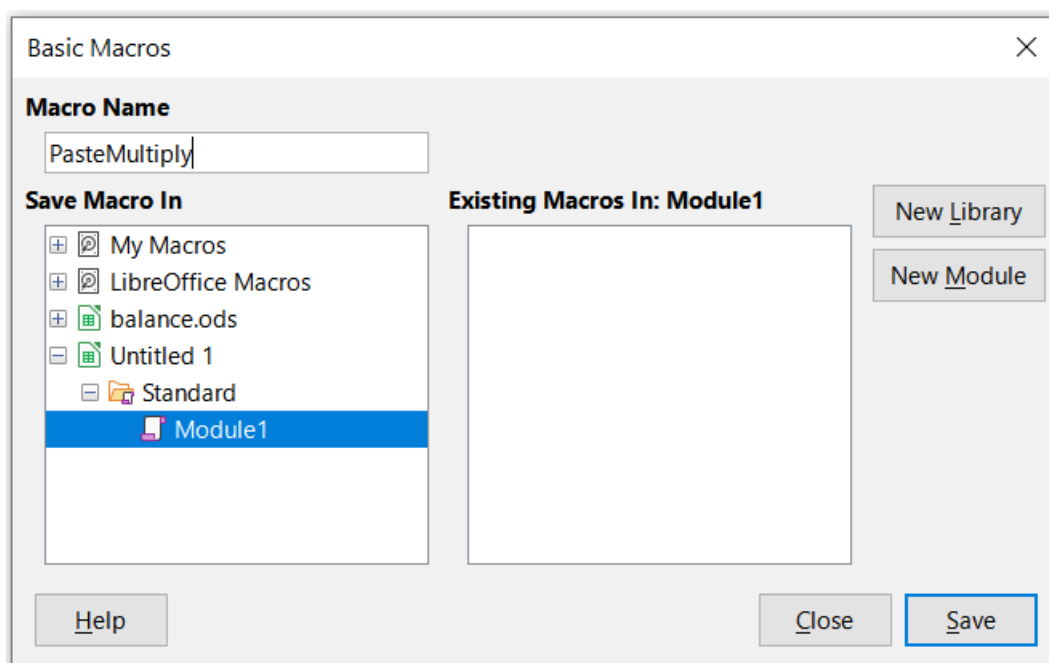 Basic Macros
Macro Name
PasteMultiply
Save Macro In
My Macros
LibreOffice Macros
balance.ods
Untitled 1
Standard
Module1
Existing Macros In: Module1
New Library
New Module
Help
Close
Save